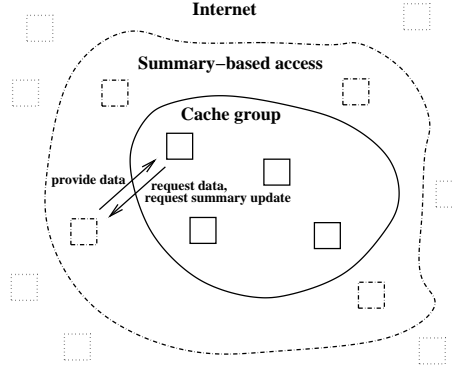 Internet
Summary−based access
Cache group
provide data
request data,
request summary update